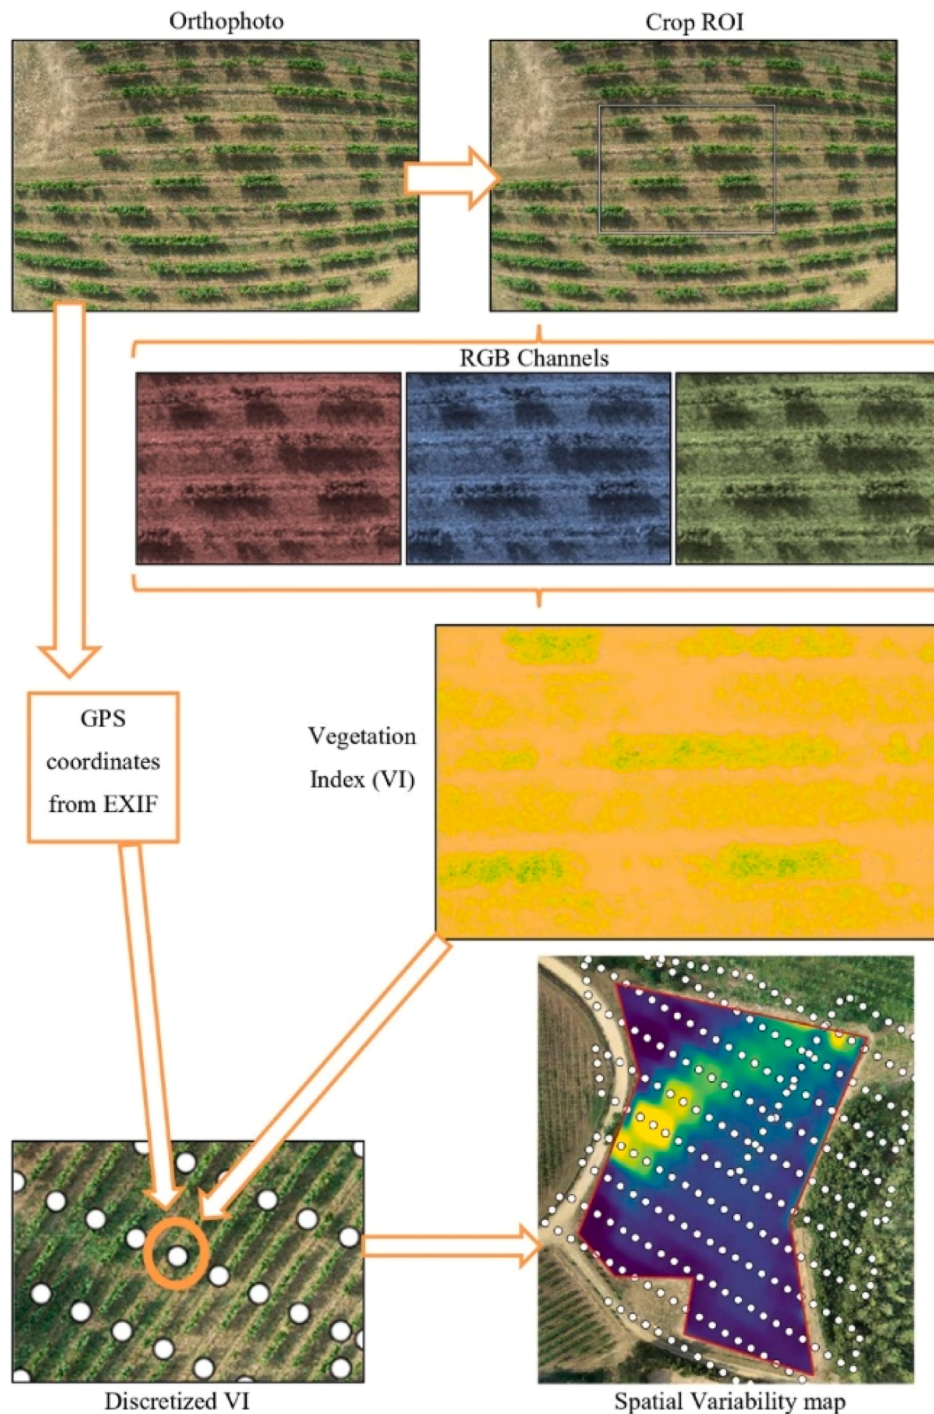 Orthophoto
Crop ROI
RGB Channels
GPS
coordinates
from EXIF
Vegetation
Index (VI)
Discretized VI
Spatial Variability map